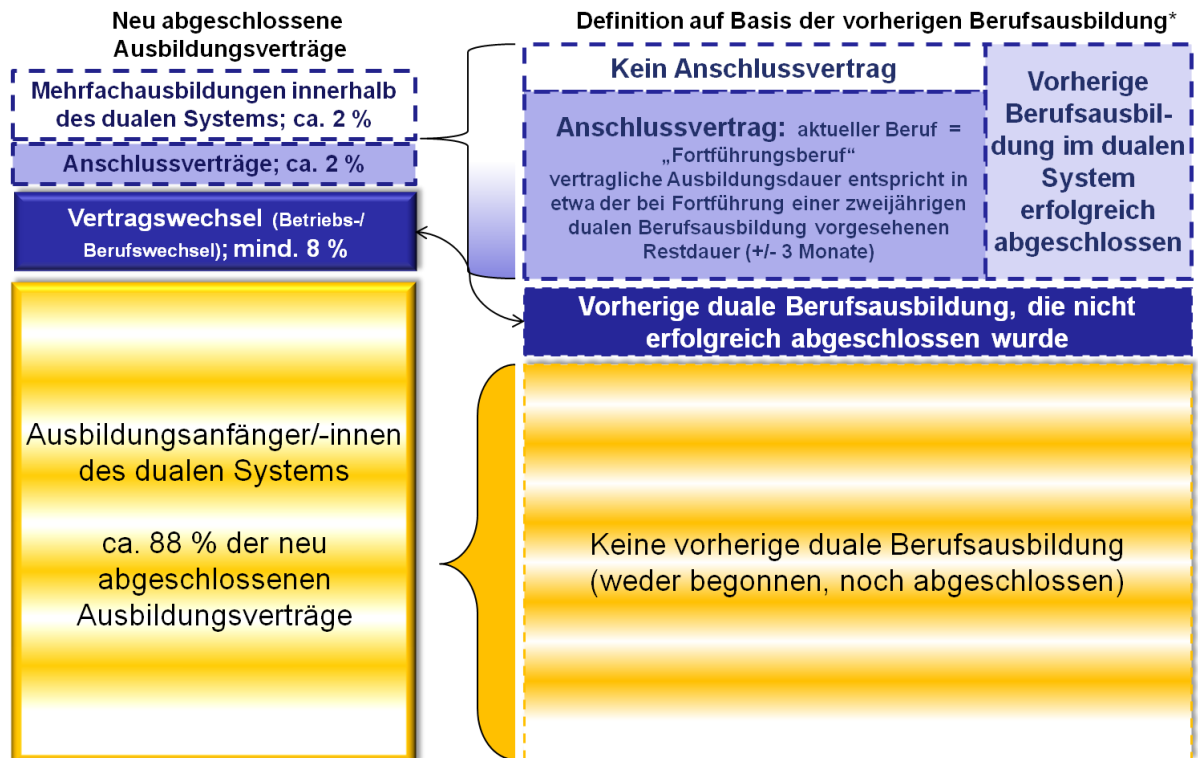 Neu abgeschlossene
Ausbildungsverträge
Mehrfachausbildungen innerhalb
des dualen Systems; ca. 2 %
Anschlussverträge; ca. 2 %
Vertragswechsel (Betriebs-/
Berufswechsel); mind. 8 %
Ausbildungsanfänger/-innen
des dualen Systems
ca. 88 % der neu
abgeschlossenen
Ausbildungsverträge
Definition auf Basis der vorherigen Berufsausbildung*
Kein Anschlussvertrag
Anschlussvertrag: aktueller Beruf =
„Fortführungsberuf“
vertragliche Ausbildungsdauer entspricht in
etwa der bei Fortführung einer zweijährigen
dualen Berufsausbildung vorgesehenen
Restdauer (+/- 3 Monate)
Vorherige
Berufsausbil-
dung im dualen
System
erfolgreich
abgeschlossen
Vorherige duale Berufsausbildung, die nicht
erfolgreich abgeschlossen wurde
Keine vorherige duale Berufsausbildung
(weder begonnen, noch abgeschlossen)